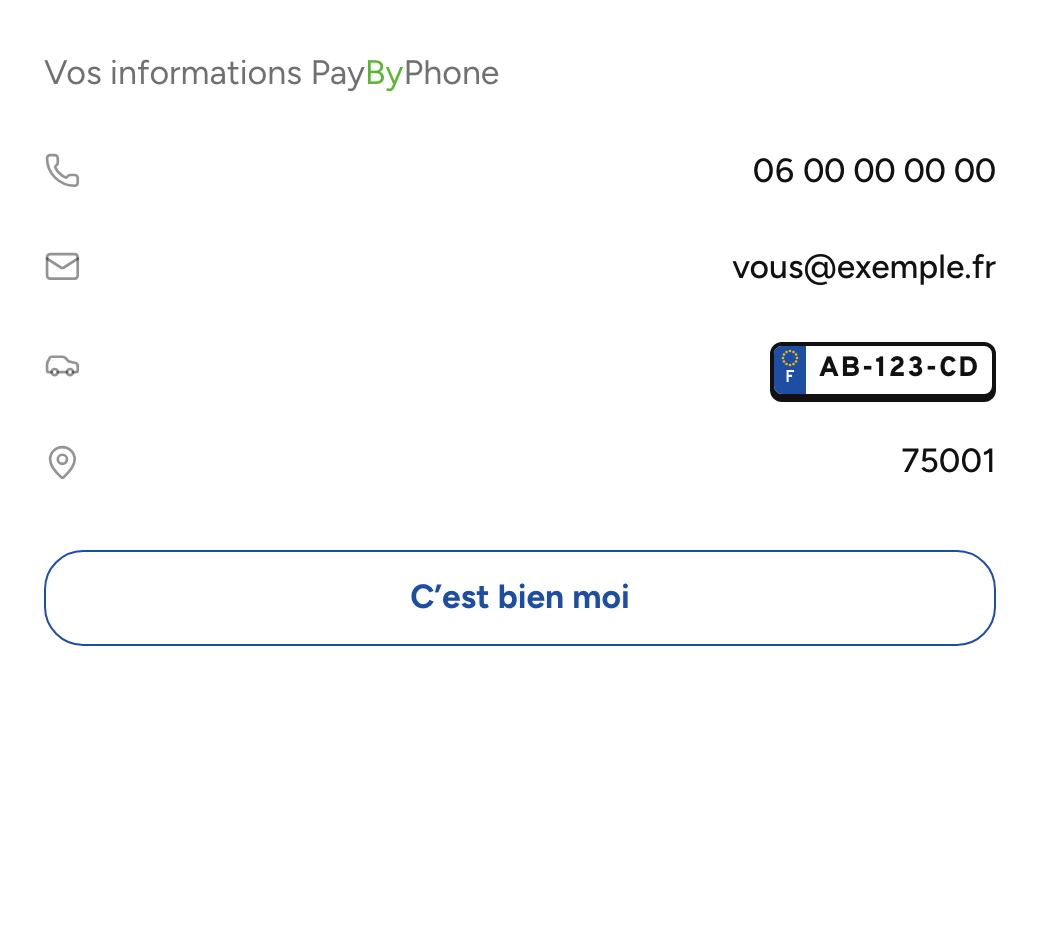 Vos informations PayByPhone
06 00 00 00 00
vous@exemple.fr
F AB-123-CD
75001
C’est bien moi